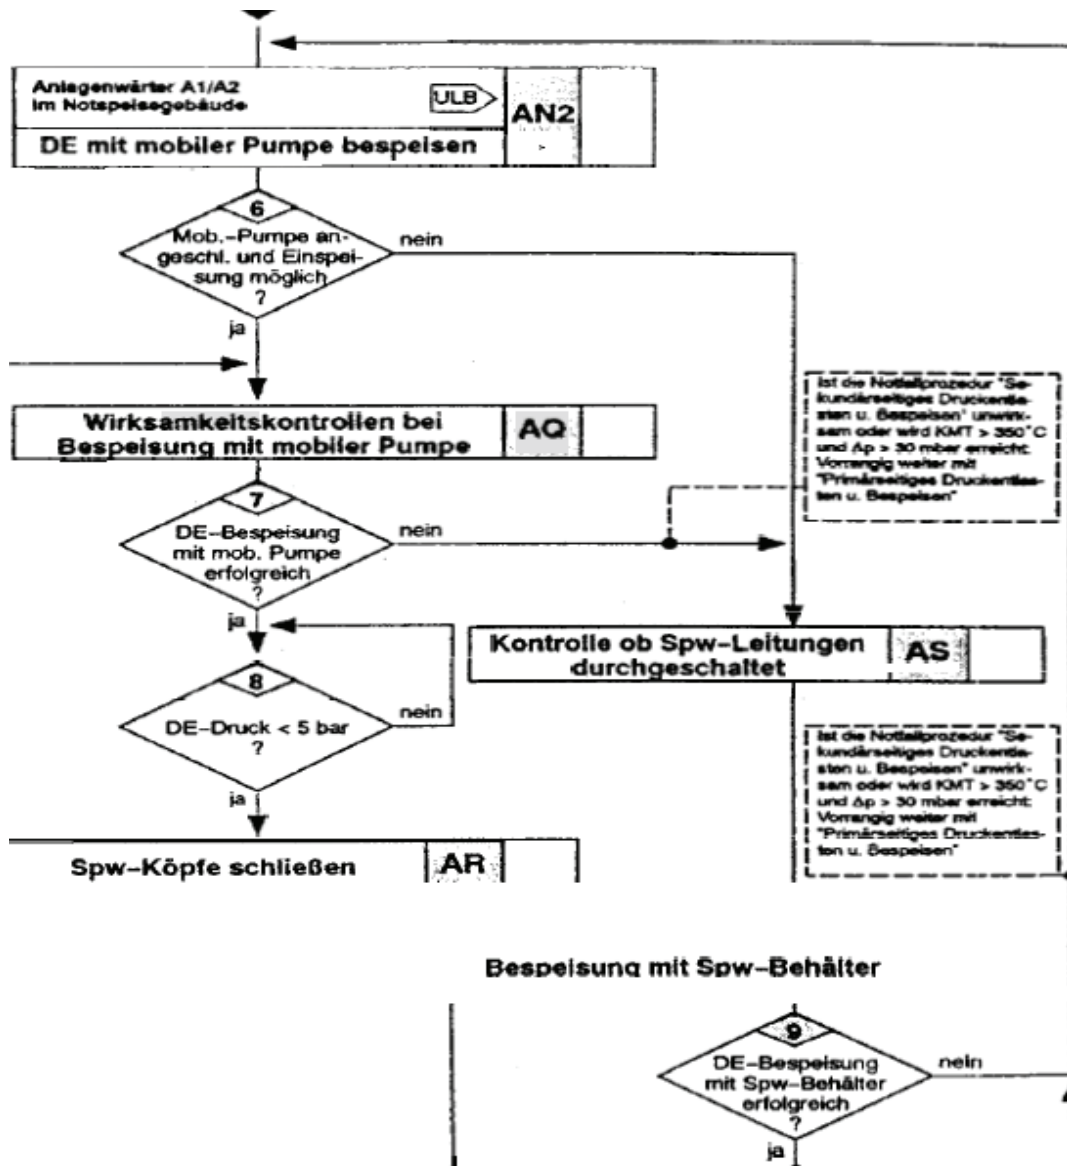 Anlagenwärter A1/A2
im Notspeisegebäude
ULB
AN2
DE mit mobiler Pumpe bespeisen
6
Mob.-Pumpe an-
geschl. und Einspei-
sung möglich
?
nein
ja
Wirksamkeitskontrollen bei
Bespeisung mit mobiler Pumpe
AQ
Ist die Notfallprozedur "Se-
kundärseitiges Druckentla-
sten u. Bespeisen" unwirk-
sam oder wird KMT > 350°C
und Δp > 30 mbar erreicht:
Vorrangig weiter mit
"Primärseitiges Druckentlas-
ten u. Bespeisen"
7
DE-Bespeisung
mit mob. Pumpe
erfolgreich
?
nein
ja
Kontrolle ob Spw-Leitungen
durchgeschaltet
AS
8
DE-Druck < 5 bar
?
nein
ja
Ist die Notfallprozedur "Se-
kundärseitiges Druckentla-
sten u. Bespeisen" unwirk-
sam oder wird KMT > 350°C
und Δp > 30 mbar erreicht:
Vorrangig weiter mit
"Primärseitiges Druckentlas-
ten u. Bespeisen"
Spw-Köpfe schließen
AR
Bespeisung mit Spw-Behälter
9
DE-Bespeisung
mit Spw-Behälter
erfolgreich
?
nein
ja